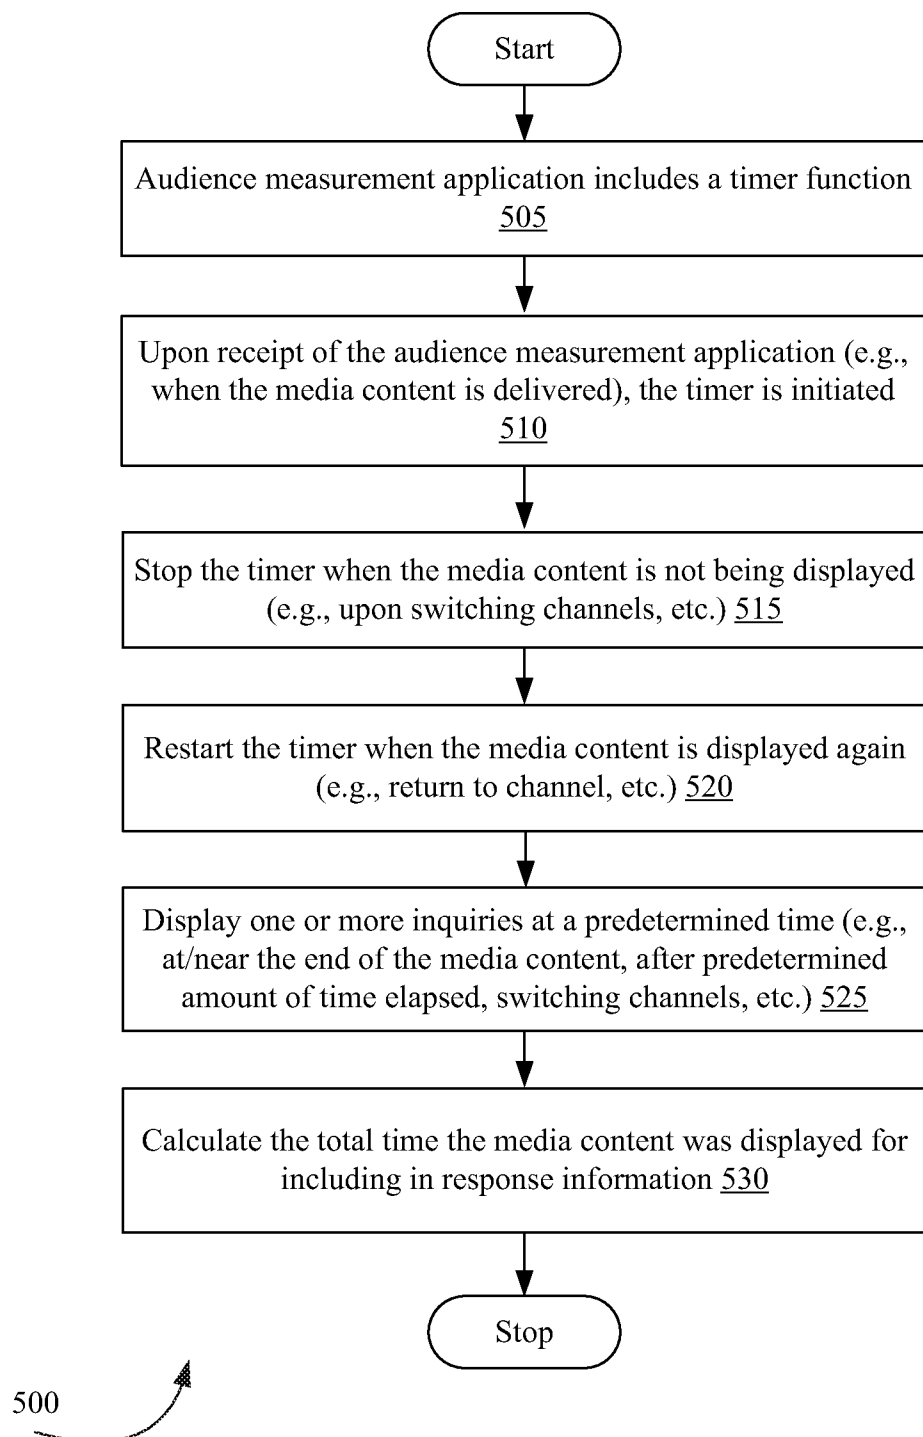 Start
Audience measurement application includes a timer function
505
Upon receipt of the audience measurement application (e.g.,
when the media content is delivered), the timer is initiated
510
Stop the timer when the media content is not being displayed
(e.g., upon switching channels, etc.) 515
Restart the timer when the media content is displayed again
(e.g., return to channel, etc.) 520
Display one or more inquiries at a predetermined time (e.g.,
at/near the end of the media content, after predetermined
amount of time elapsed, switching channels, etc.) 525
Calculate the total time the media content was displayed for
including in response information 530
Stop
500